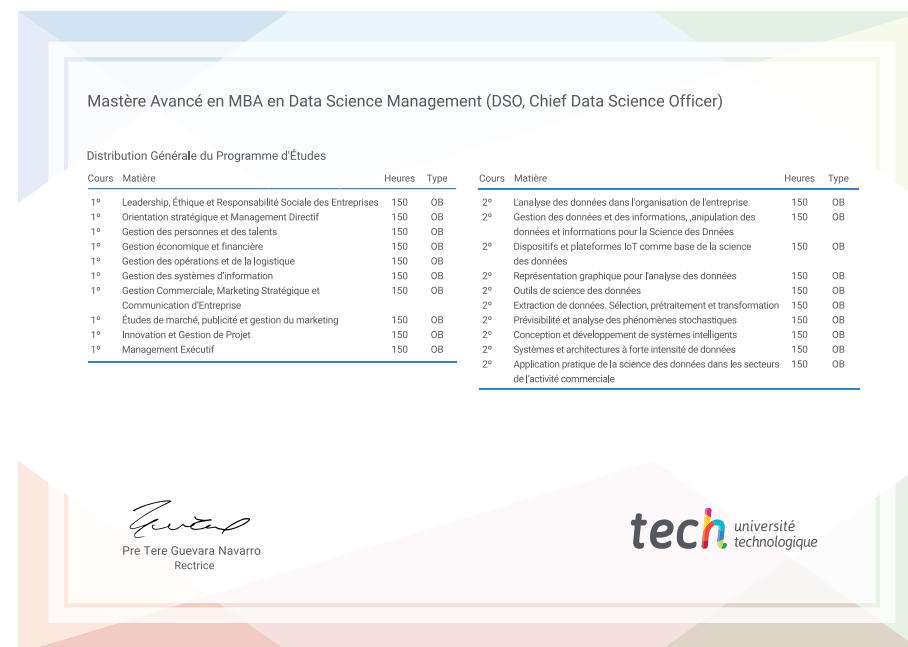 Mastère Avancé en MBA en Data Science Management (DSO, Chief Data Science Officer)
Distribution Générale du Programme d'Études
Cours Matière Heures Type
1º Leadership, Éthique et Responsabilité Sociale des Entreprises 150 OB
1º Orientation stratégique et Management Directif 150 OB
1º Gestion des personnes et des talents 150 OB
1º Gestion économique et financière 150 OB
1º Gestion des opérations et de la logistique 150 OB
1º Gestion des systèmes d'information 150 OB
1º Gestion Commerciale, Marketing Stratégique et 150 OB
Communication d'Entreprise
1º Études de marché, publicité et gestion du marketing 150 OB
1º Innovation et Gestion de Projet 150 OB
1º Management Exécutif 150 OB
Cours Matière Heures Type
2º L'analyse des données dans l'organisation de l'entreprise 150 OB
2º Gestion des données et des informations, ,anipulation des 150 OB
données et informations pour la Science des Dnnées
2º Dispositifs et plateformes IoT comme base de la science 150 OB
des données
2º Représentation graphique pour l'analyse des données 150 OB
2º Outils de science des données 150 OB
2º Extraction de données. Sélection, prétraitement et transformation 150 OB
2º Prévisibilité et analyse des phénomènes stochastiques 150 OB
2º Conception et développement de systèmes intelligents 150 OB
2º Systèmes et architectures à forte intensité de données 150 OB
2º Application pratique de la science des données dans les secteurs 150 OB
de l'activité commerciale
Pre Tere Guevara Navarro
Rectrice
tech université
technologique